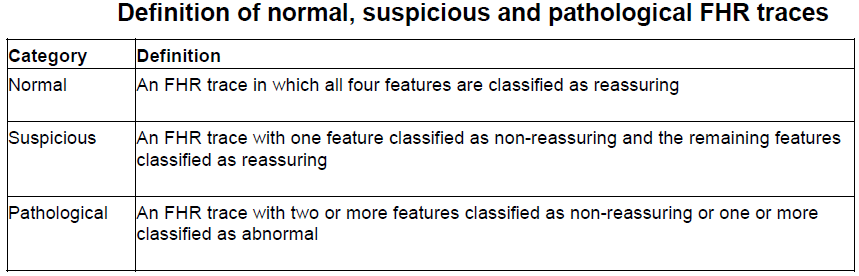 Definition of normal, suspicious and pathological FHR traces
Category Definition
Normal An FHR trace in which all four features are classified as reassuring
Suspicious An FHR trace with one feature classified as non-reassuring and the remaining features
classified as reassuring
Pathological An FHR trace with two or more features classified as non-reassuring or one or more
classified as abnormal